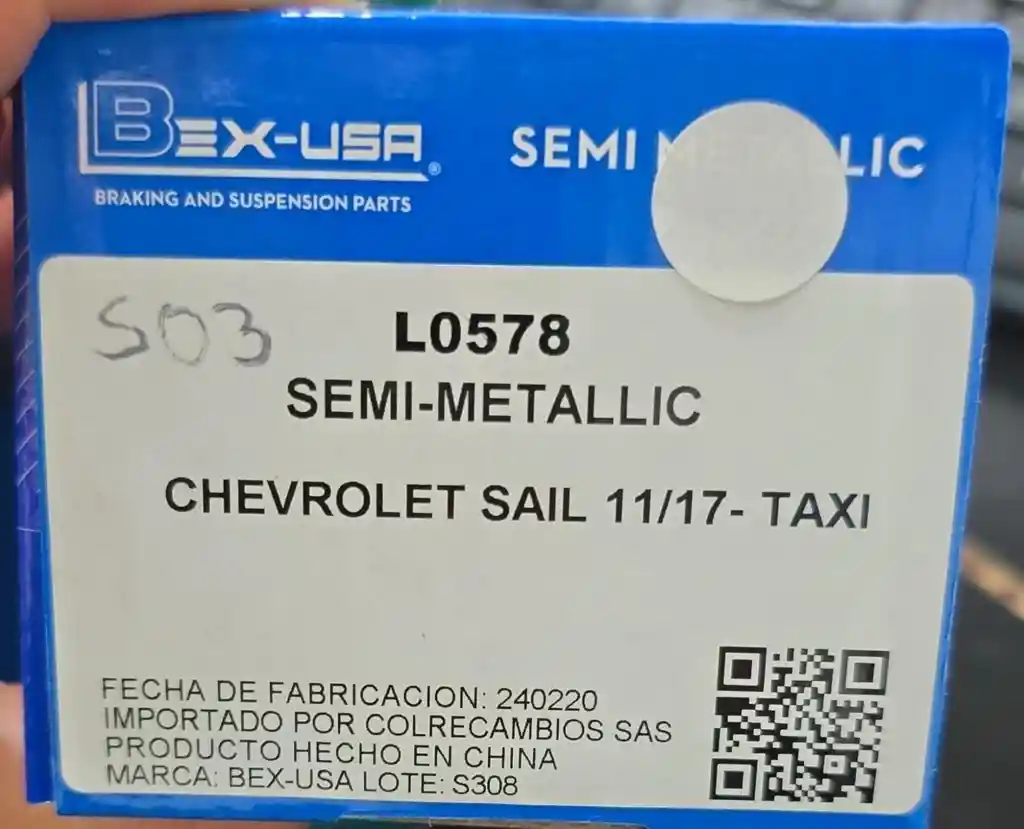 BEX-USA®
BRAKING AND SUSPENSION PARTS
SEMI METALLIC
S03
L0578
SEMI-METALLIC
CHEVROLET SAIL 11/17- TAXI
FECHA DE FABRICACION: 240220
IMPORTADO POR COLRECAMBIOS SAS
PRODUCTO HECHO EN CHINA
MARCA: BEX-USA LOTE: S308